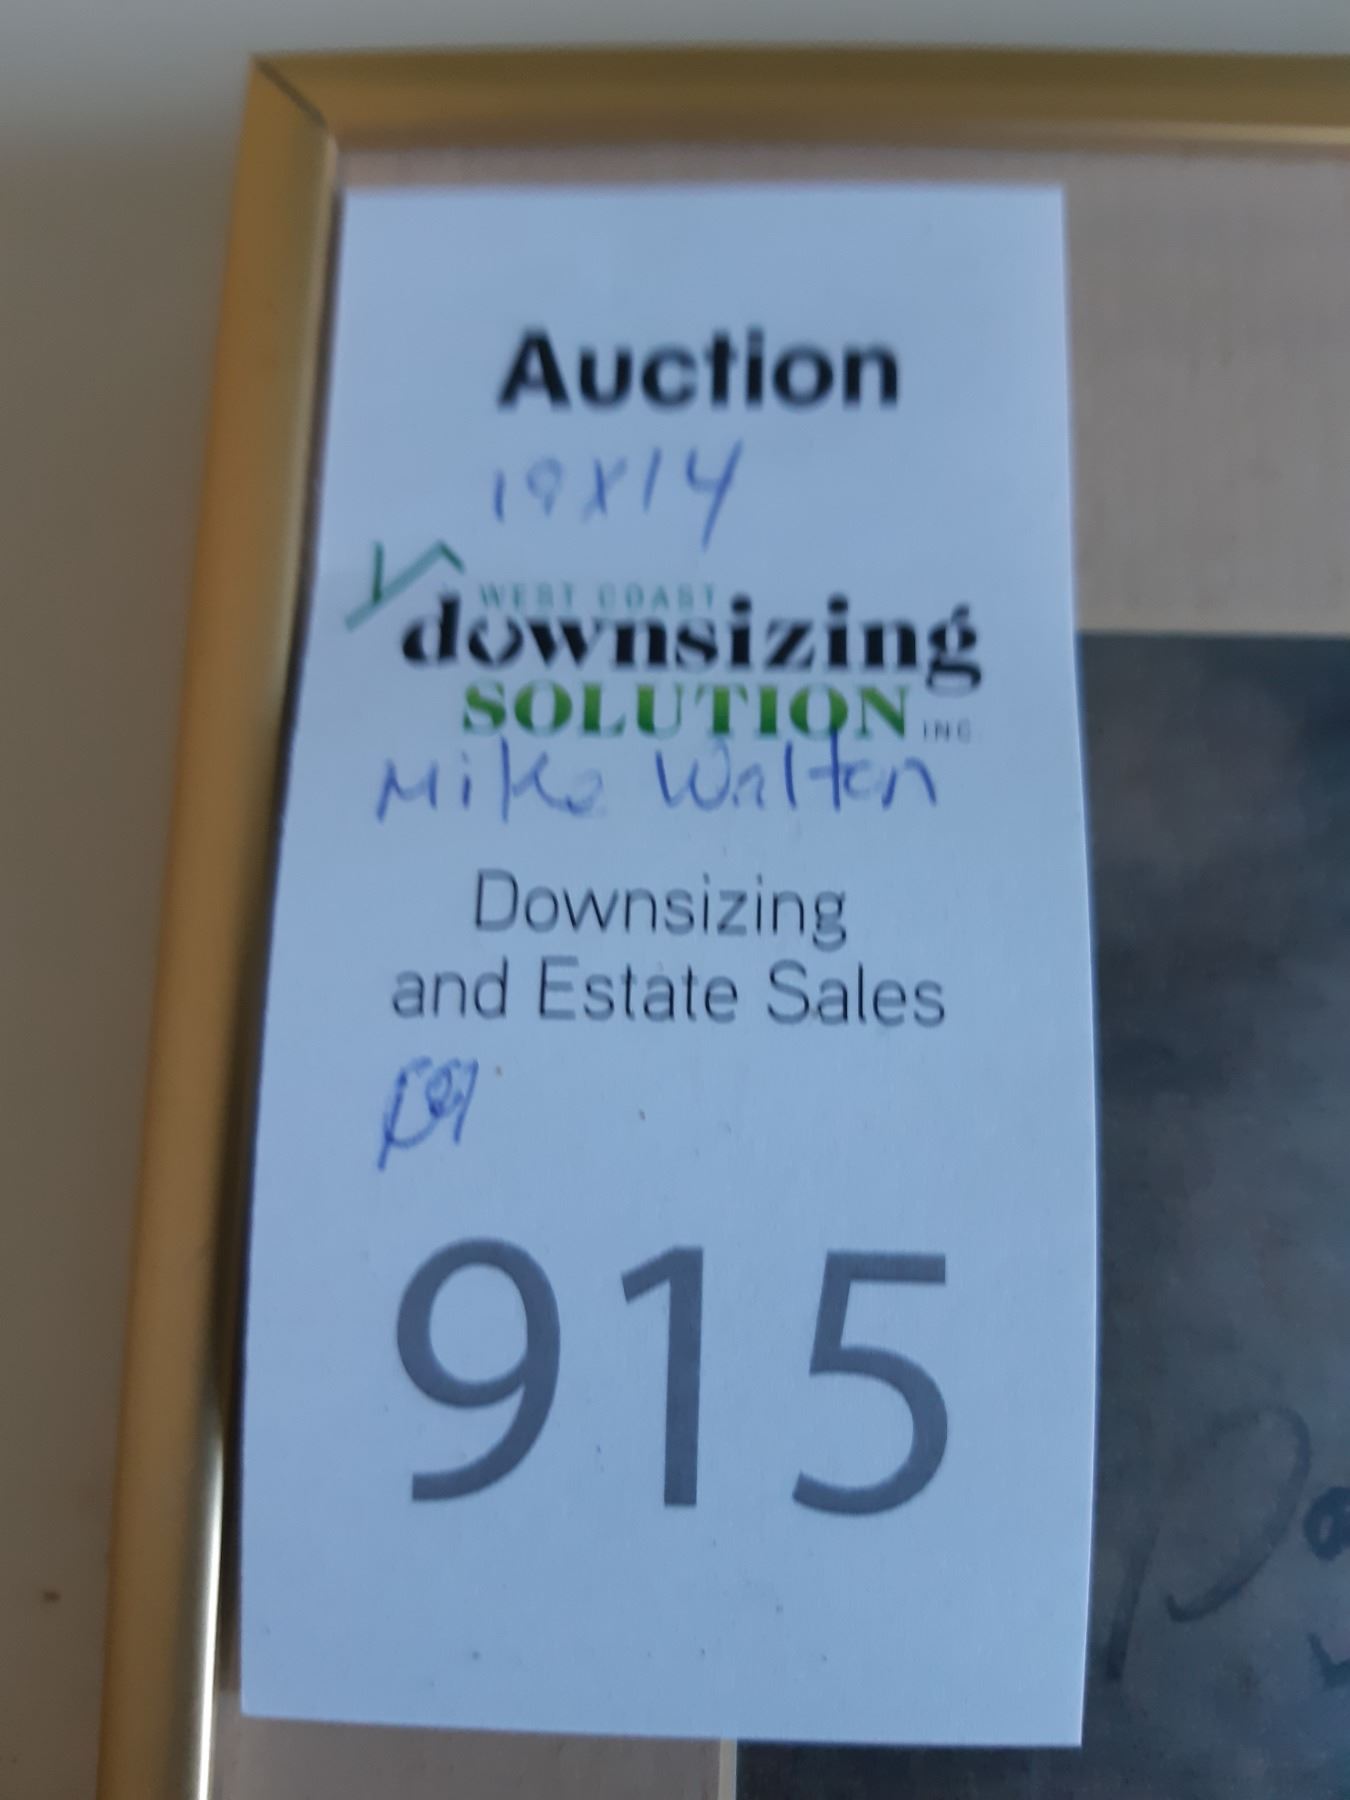 Auction
19X14
WEST COAST
downsizing
SOLUTION INC
Mike Walton
Downsizing
and Estate Sales
915